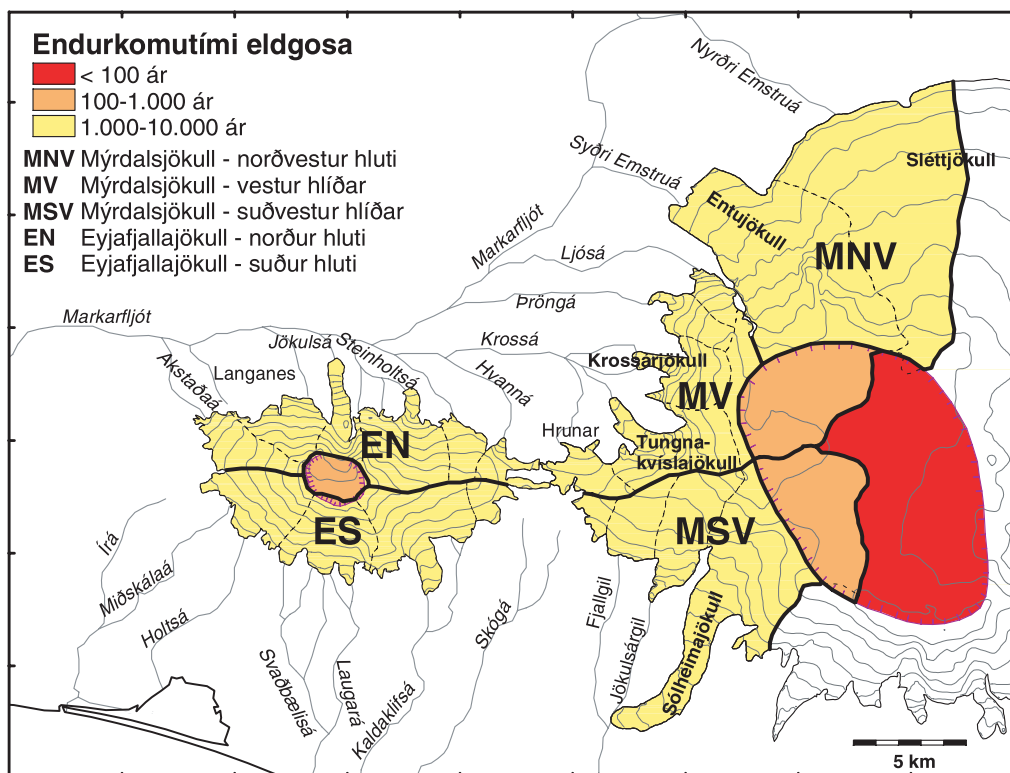 Endurkomutími eldgosa
< 100 ár
100-1.000 ár
1.000-10.000 ár
MNV Mýrdalsjökull - norðvestur hluti
MV Mýrdalsjökull - vestur hlíðar
MSV Mýrdalsjökull - suðvestur hlíðar
EN Eyjafjallajökull - norður hluti
ES Eyjafjallajökull - suður hluti
Nyrðri Emstruá
Syðri Emstruá
Sléttjökull
Entujökull
MNV
Markarfljót
Ljósá
Þröngá
Markarfljót
Jökulsá
Steinholtsá
Krossá
Krossárjökull
Akstaðaá
Langanes
Hvanná
MV
Hrunar
EN
Tungna-
kvíslajökull
ES
MSV
Írá
Miðskálaá
Holtsá
Svaðbælisá
Laugará
Kaldaklifsá
Skógá
Fjallgil
Jökulsárgil
Sólheimajökull
5 km